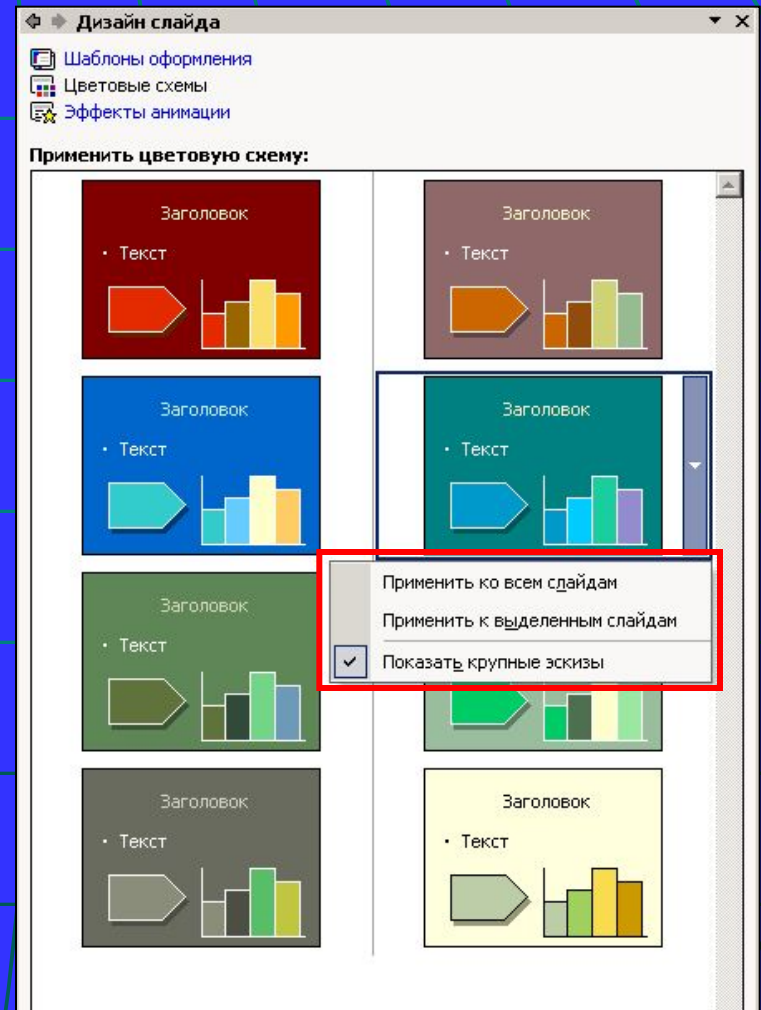 Дизайн слайда
Шаблоны оформления
Цветовые схемы
Эффекты анимации
Применить цветовую схему:
Заголовок
• Текст
Заголовок
• Текст
Заголовок
• Текст
Заголовок
• Текст
Применить ко всем слайдам
Применить к выделенным слайдам
Показать крупные эскизы
Заголовок
• Текст
Заголовок
• Текст
Заголовок
• Текст